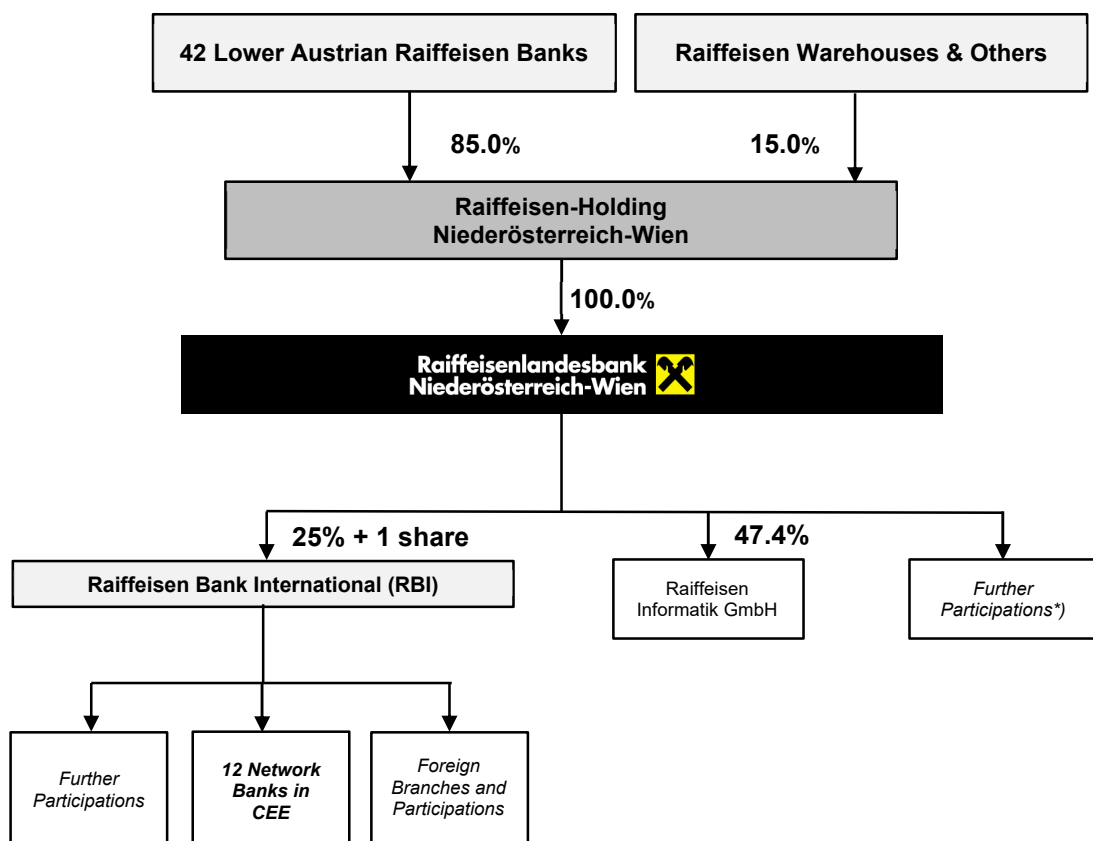 42 Lower Austrian Raiffeisen Banks
Raiffeisen Warehouses & Others
85.0%
15.0%
Raiffeisen-Holding
Niederösterreich-Wien
100.0%
Raiffeisenlandesbank
Niederösterreich-Wien
25% + 1 share
47.4%
Raiffeisen Bank International (RBI)
Raiffeisen
Informatik GmbH
Further
Participations*)
Further
Participations
12 Network
Banks in
CEE
Foreign
Branches and
Participations